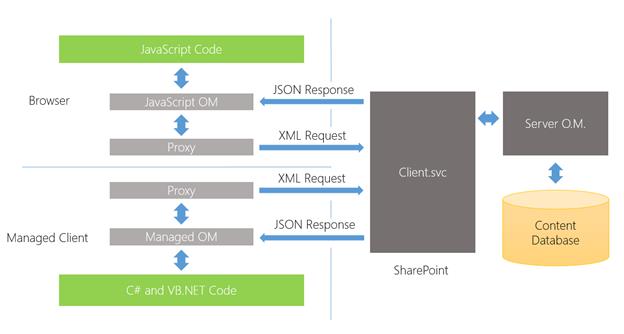 JavaScript Code
JSON Response
Browser
JavaScript OM
XML Request
Proxy
Server O.M.
Client.svc
XML Request
Proxy
JSON Response
Managed Client
Managed OM
Content
Database
SharePoint
C# and VB.NET Code